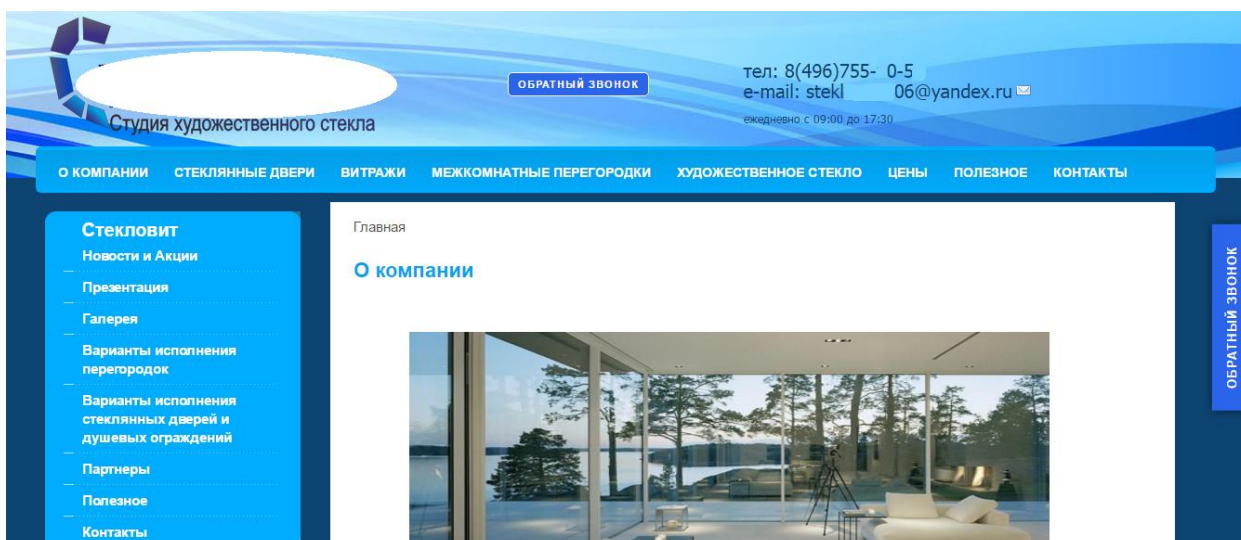 Студия художественного стекла
ОБРАТНЫЙ ЗВОНОК
тел: 8(496)755- 0-5
e-mail: stekl 06@yandex.ru
ежедневно с 09:00 до 17:30
О КОМПАНИИ СТЕКЛЯННЫЕ ДВЕРИ ВИТРАЖИ МЕЖКОМНАТНЫЕ ПЕРЕГОРОДКИ ХУДОЖЕСТВЕННОЕ СТЕКЛО ЦЕНЫ ПОЛЕЗНОЕ КОНТАКТЫ
Стекловит
Новости и Акции
Презентация
Галерея
Варианты исполнения
перегородок
Варианты исполнения
стеклянных дверей и
душевых ограждений
Партнеры
Полезное
Контакты
Главная
О компании
ОБРАТНЫЙ ЗВОНОК